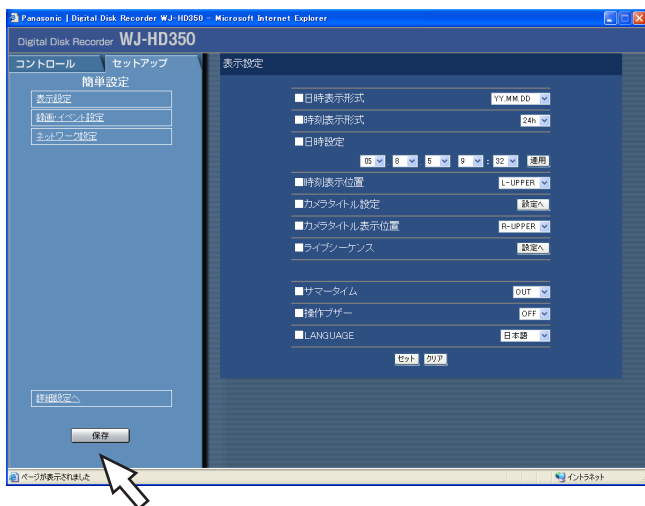 Panasonic | Digital Disk Recorder WJ-HD350 - Microsoft Internet Explorer
Digital Disk Recorder WJ-HD350
コントロール セットアップ
簡単設定
表示設定
録画・イベント設定
ネットワーク設定
詳細設定へ
保存
表示設定
■日時表示形式 YY.MM.DD
■時刻表示形式 24h
■日時設定
05 . 8 . 5 9 : 32 適用
■時刻表示位置 L-UPPER
■カメラタイトル設定 設定へ
■カメラタイトル表示位置 R-UPPER
■ライブシーケンス 設定へ
■サマータイム OUT
■操作ブザー OFF
■LANGUAGE 日本語
セット クリア
ページが表示されました イントラネット